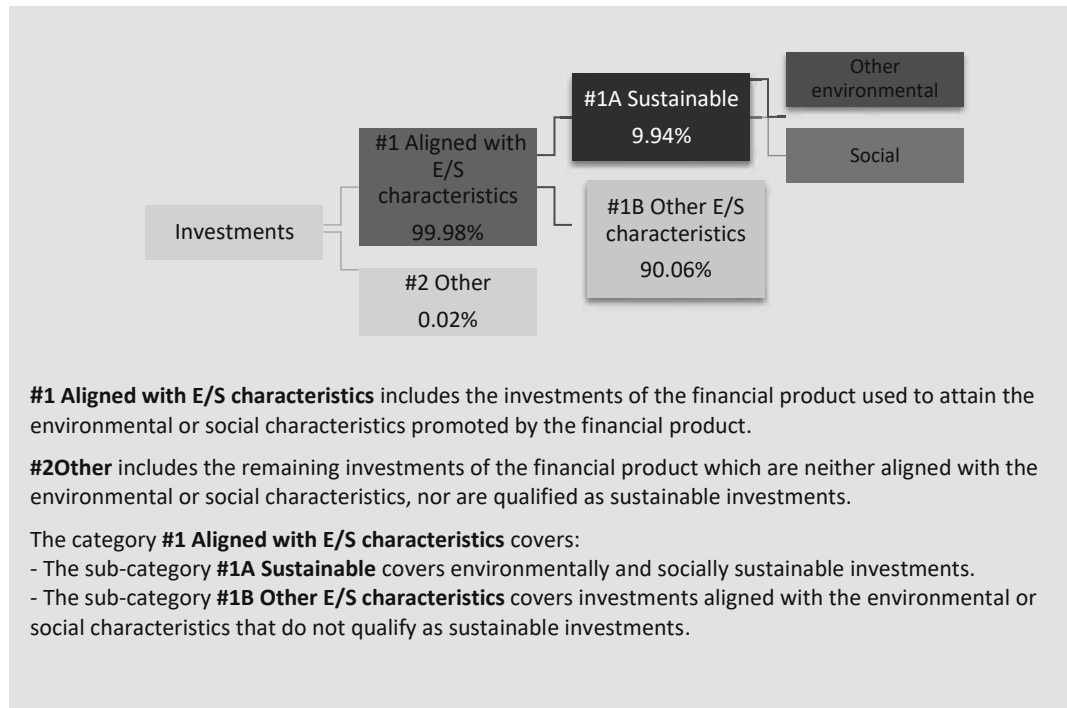 Investments
#1 Aligned with
E/S
characteristics
99.98%
#2 Other
0.02%
#1A Sustainable
9.94%
#1B Other E/S
characteristics
90.06%
Other
environmental
Social
#1 Aligned with E/S characteristics includes the investments of the financial product used to attain the
environmental or social characteristics promoted by the financial product.
#2Other includes the remaining investments of the financial product which are neither aligned with the
environmental or social characteristics, nor are qualified as sustainable investments.
The category #1 Aligned with E/S characteristics covers:
- The sub-category #1A Sustainable covers environmentally and socially sustainable investments.
- The sub-category #1B Other E/S characteristics covers investments aligned with the environmental or
social characteristics that do not qualify as sustainable investments.